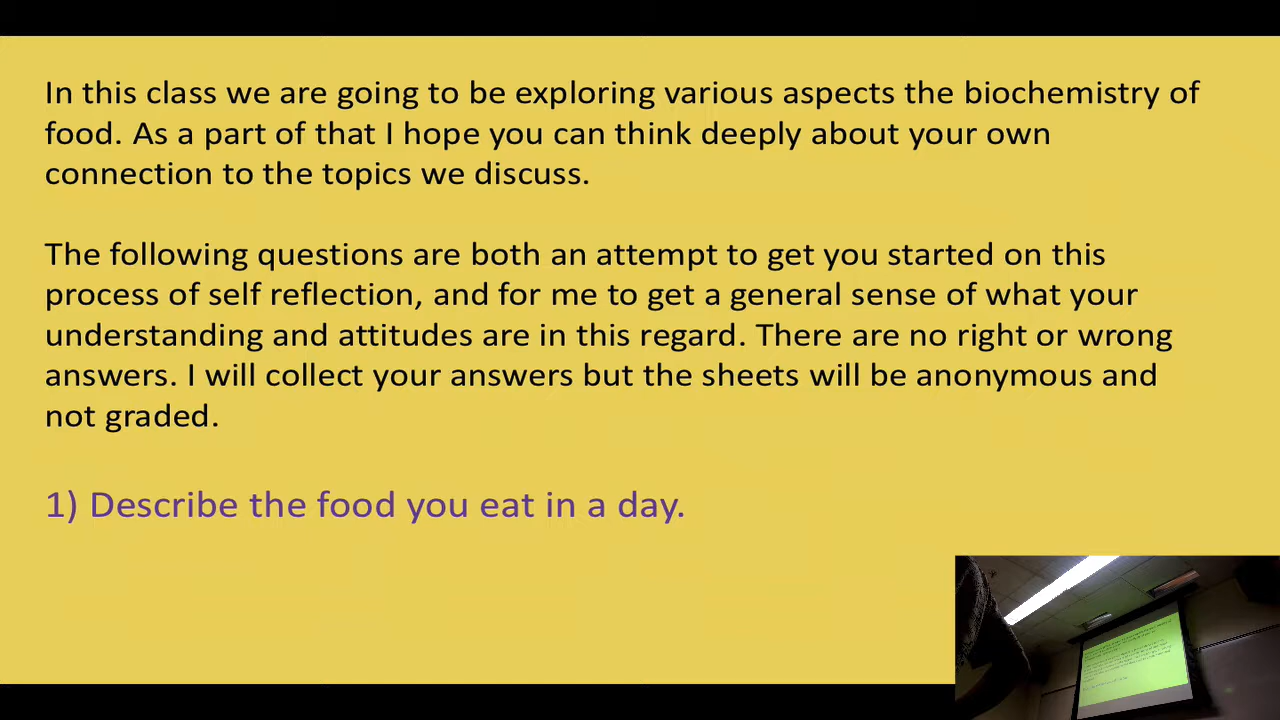 In this class we are going to be exploring various aspects the biochemistry of
food. As a part of that I hope you can think deeply about your own
connection to the topics we discuss.
The following questions are both an attempt to get you started on this
process of self reflection, and for me to get a general sense of what your
understanding and attitudes are in this regard. There are no right or wrong
answers. I will collect your answers but the sheets will be anonymous and
not graded.
1) Describe the food you eat in a day.